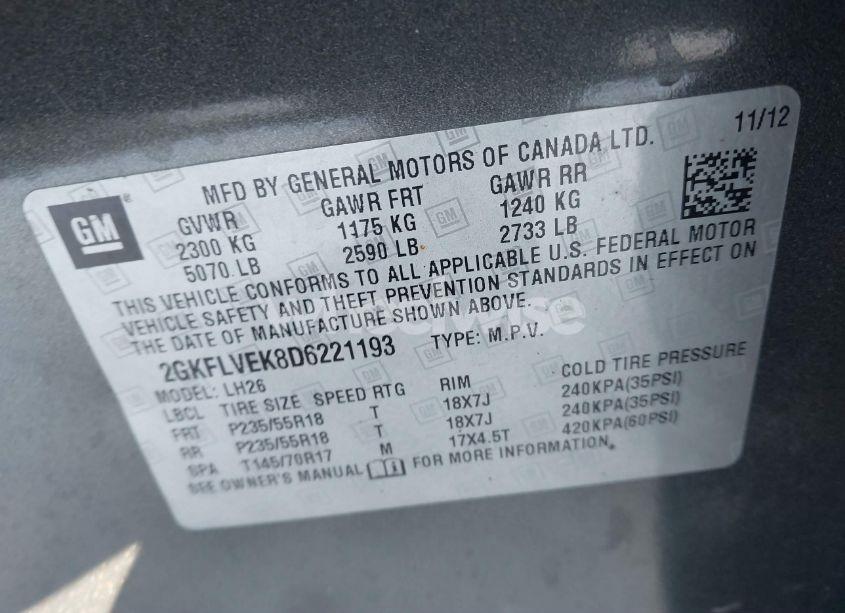 11/12
GM
MFD BY GENERAL MOTORS OF CANADA LTD.
GVWR GAWR FRT GAWR RR
2300 KG 1175 KG 1240 KG
5070 LB 2590 LB 2733 LB
THIS VEHICLE CONFORMS TO ALL APPLICABLE U.S. FEDERAL MOTOR
VEHICLE SAFETY AND THEFT PREVENTION STANDARDS IN EFFECT ON
THE DATE OF MANUFACTURE SHOWN ABOVE.
2GKFLVEK8D6221193 TYPE: M.P.V.
MODEL: LH26
LBCL TIRE SIZE SPEED RTG RIM COLD TIRE PRESSURE
FRT P235/55R18 T 18X7J 240KPA(35PSI)
RR P235/55R18 T 18X7J 240KPA(35PSI)
SPA T145/70R17 M 17X4.5T 420KPA(60PSI)
SEE OWNER'S MANUAL FOR MORE INFORMATION.